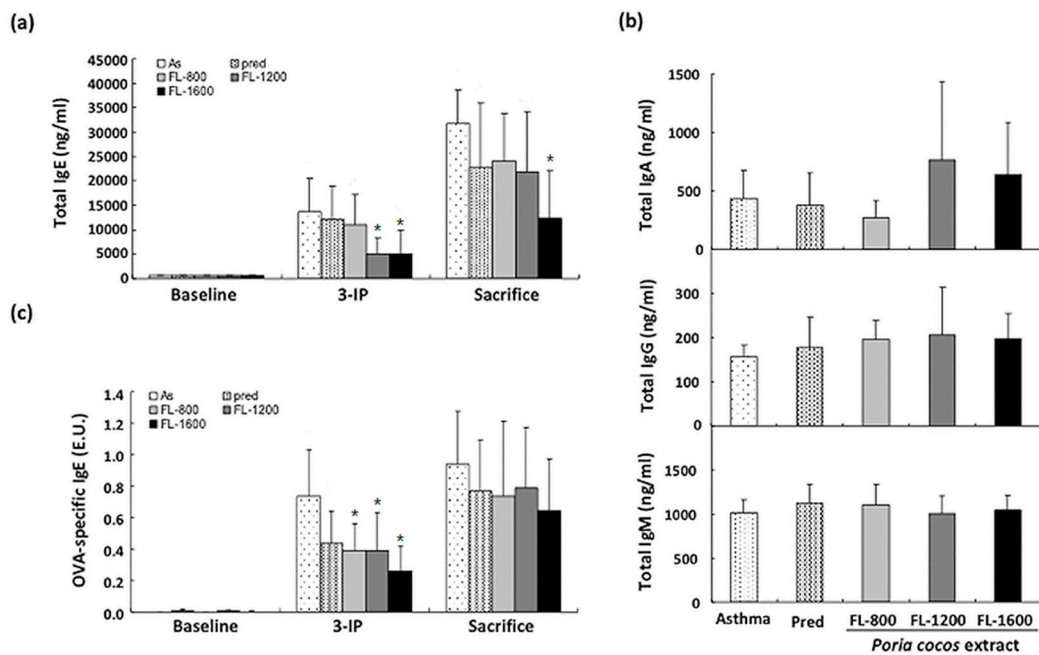 (a)
Total IgE (ng/ml)
45000
40000
35000
30000
25000
20000
15000
10000
5000
0
As pred
FL-800 FL-1200
FL-1600
* * *
Baseline 3-IP Sacrifice
(c)
OVA-specific IgE (E.U.)
1.4
1.2
1.0
0.8
0.6
0.4
0.2
0.0
As pred
FL-800 FL-1200
FL-1600
* * *
Baseline 3-IP Sacrifice
(b)
Total IgA (ng/ml)
1500
1000
500
0
Total IgG (ng/ml)
300
200
100
0
Total IgM (ng/ml)
1500
1000
500
0
Asthma Pred FL-800 FL-1200 FL-1600
Poria cocos extract